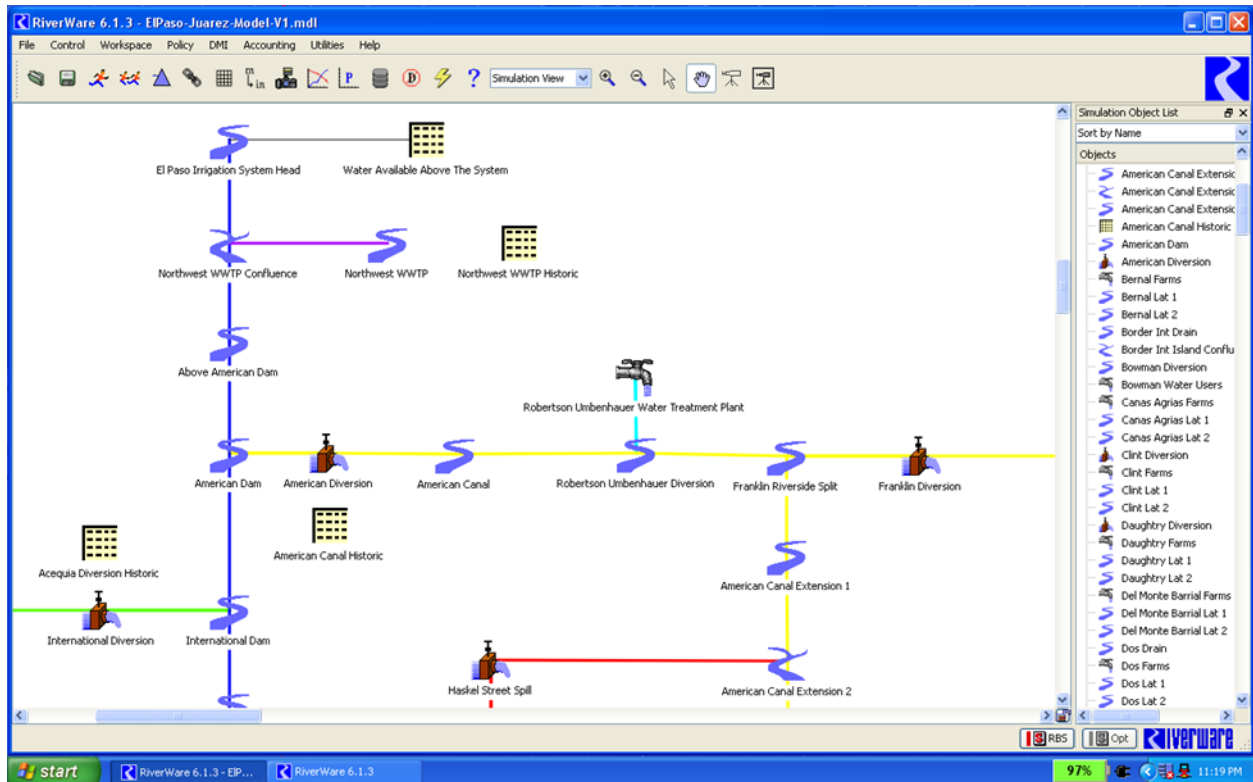 RiverWare 6.1.3 - ElPaso-Juarez-Model-V1.mdl
File Control Workspace Policy DMI Accounting Utilities Help
Simulation View
Simulation Object List
Sort by Name
Objects
El Paso Irrigation System Head
Water Available Above The System
Northwest WWTP Confluence
Northwest WWTP
Northwest WWTP Historic
Above American Dam
Robertson Umbenhauer Water Treatment Plant
American Dam
American Diversion
American Canal
Robertson Umbenhauer Diversion
Franklin Riverside Split
Franklin Diversion
American Canal Historic
Acequia Diversion Historic
American Canal Extension 1
International Diversion
International Dam
Haskel Street Spill
American Canal Extension 2
American Canal Extensic
American Canal Extensic
American Canal Extensic
American Canal Historic
American Dam
American Diversion
Bernal Farms
Bernal Lat 1
Bernal Lat 2
Border Int Drain
Border Int Island Conflu
Bowman Diversion
Bowman Water Users
Canas Agrias Farms
Canas Agrias Lat 1
Canas Agrias Lat 2
Clint Diversion
Clint Farms
Clint Lat 1
Clint Lat 2
Daughtry Diversion
Daughtry Farms
Daughtry Lat 1
Daughtry Lat 2
Del Monte Barrial Farms
Del Monte Barrial Lat 1
Del Monte Barrial Lat 2
Dos Drain
Dos Farms
Dos Lat 1
Dos Lat 2
RBS
Opt
Riverware
start
RiverWare 6.1.3 - ElP...
RiverWare 6.1.3
97%
11:19 PM